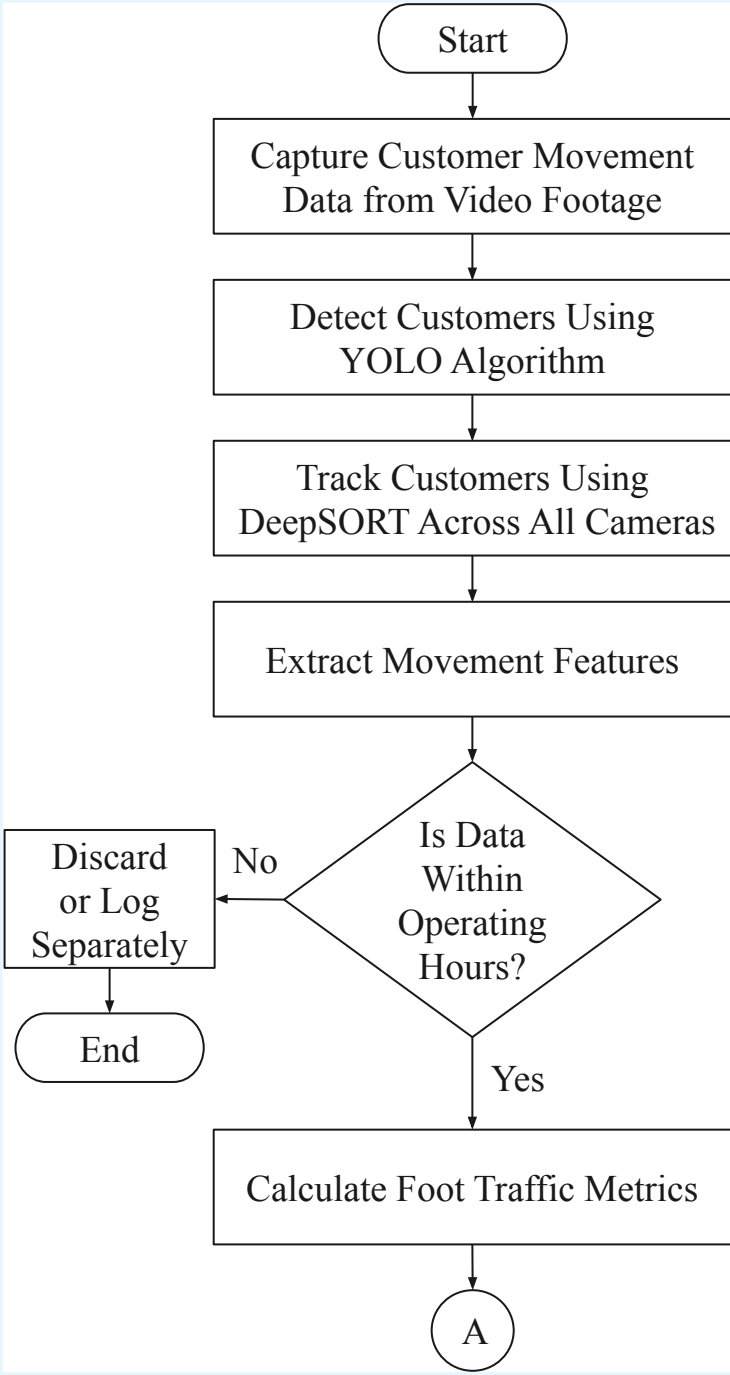 Start
Capture Customer Movement
Data from Video Footage
Detect Customers Using
YOLO Algorithm
Track Customers Using
DeepSORT Across All Cameras
Extract Movement Features
Is Data
Within
Operating
Hours?
No
Discard
or Log
Separately
End
Yes
Calculate Foot Traffic Metrics
A